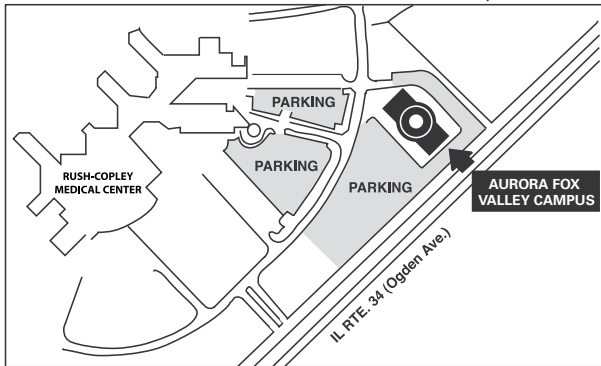 PARKING
RUSH-COPLEY
MEDICAL CENTER
PARKING
PARKING
AURORA FOX
VALLEY CAMPUS
IL RTE. 34 (Ogden Ave.)